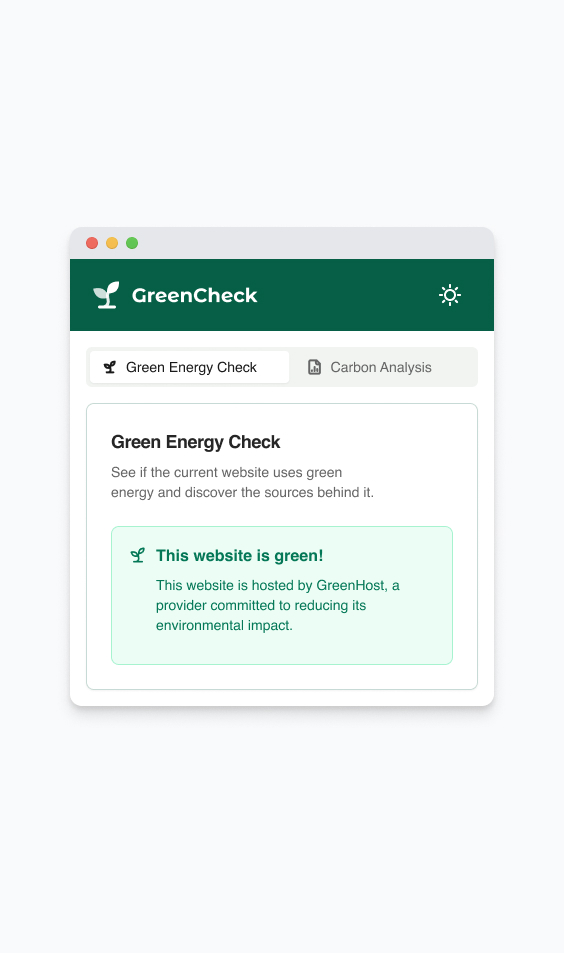 GreenCheck
Green Energy Check
Carbon Analysis
Green Energy Check
See if the current website uses green
energy and discover the sources behind it.
This website is green!
This website is hosted by GreenHost, a
provider committed to reducing its
environmental impact.